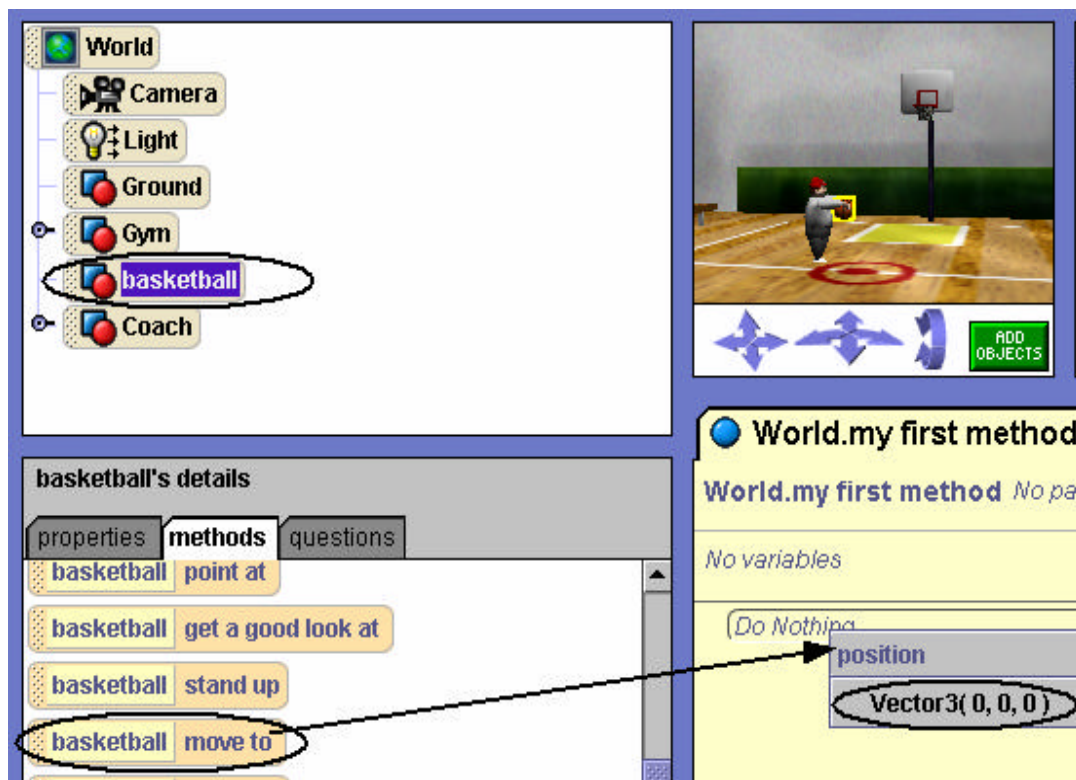 World
Camera
Light
Ground
Gym
basketball
Coach
ADD
OBJECTS
basketball's details
properties methods questions
basketball point at
basketball get a good look at
basketball stand up
basketball move to
World.my first method
World.my first method No pa
No variables
Do Nothing
position
Vector3( 0, 0, 0 )